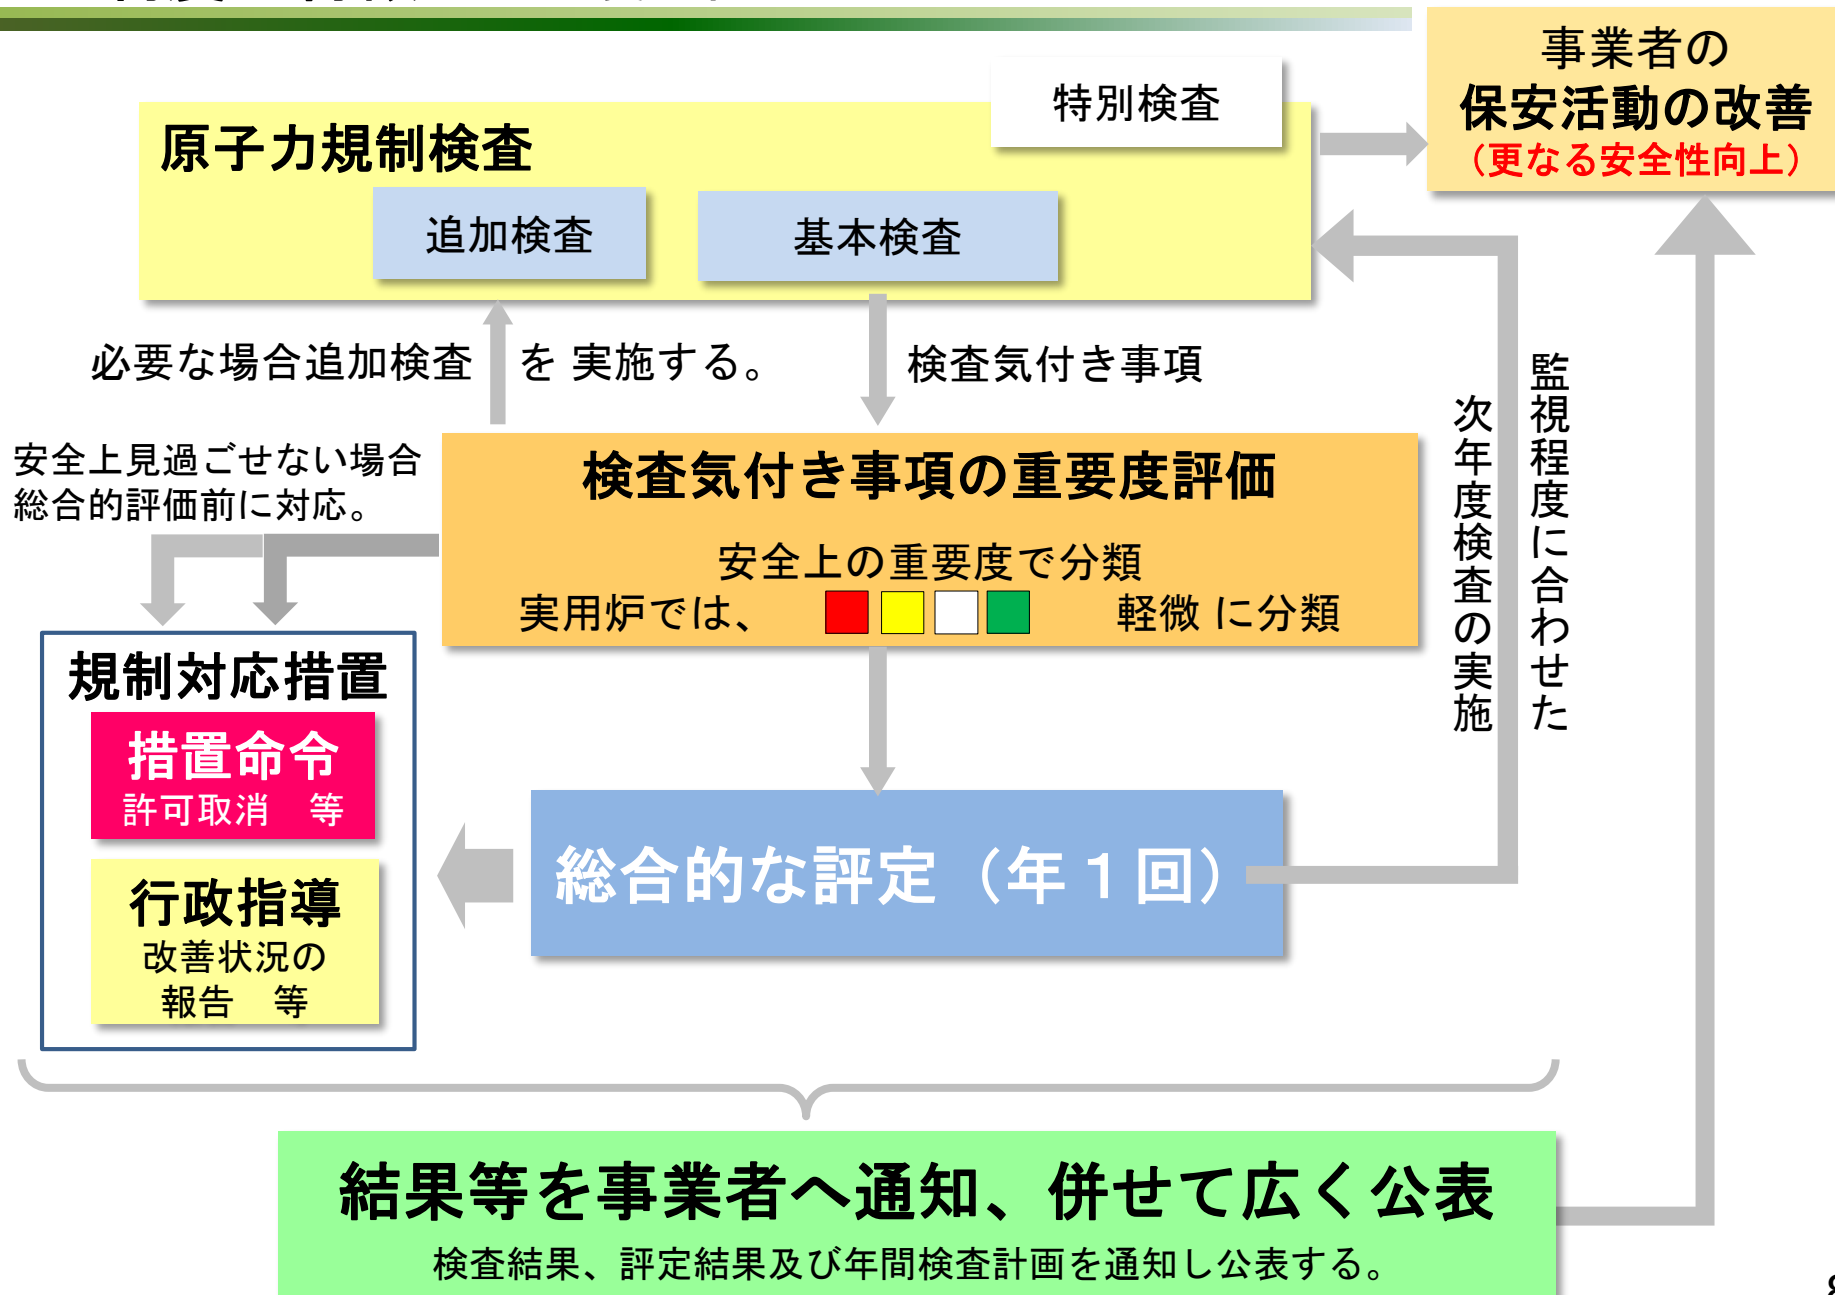 事業者の
保安活動の改善
（更なる安全性向上）
特別検査
原子力規制検査
追加検査
基本検査
必要な場合追加検査 を 実施する。
検査気付き事項
安全上見過ごせない場合
総合的評価前に対応。
検査気付き事項の重要度評価
安全上の重要度で分類
実用炉では、 軽微 に分類
監視程度に合わせた
次年度検査の実施
規制対応措置
措置命令
許可取消　等
行政指導
改善状況の
報告　等
総合的な評定（年１回）
結果等を事業者へ通知、併せて広く公表
検査結果、評定結果及び年間検査計画を通知し公表する。